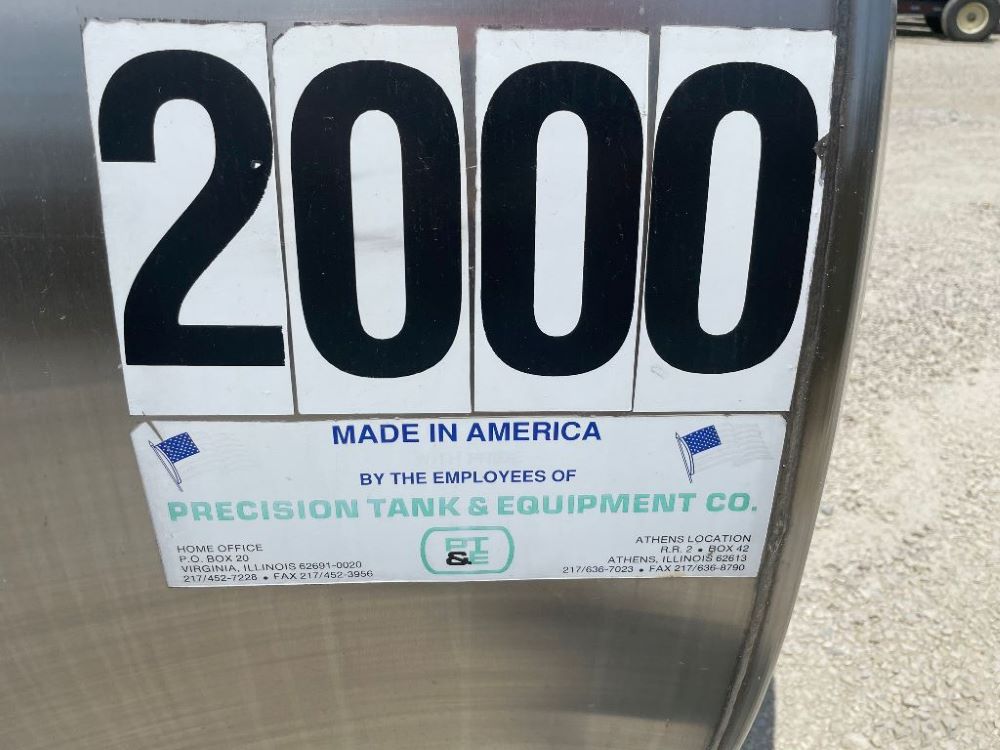 2000
MADE IN AMERICA
WITH PRIDE
BY THE EMPLOYEES OF
PRECISION TANK & EQUIPMENT CO.
HOME OFFICE
P.O. BOX 20
VIRGINIA, ILLINOIS 62691-0020
217/452-7228 • FAX 217/452-3956
PT
&E
ATHENS LOCATION
R.R. 2 • BOX 42
ATHENS, ILLINOIS 62613
217/636-7023 • FAX 217/636-8790